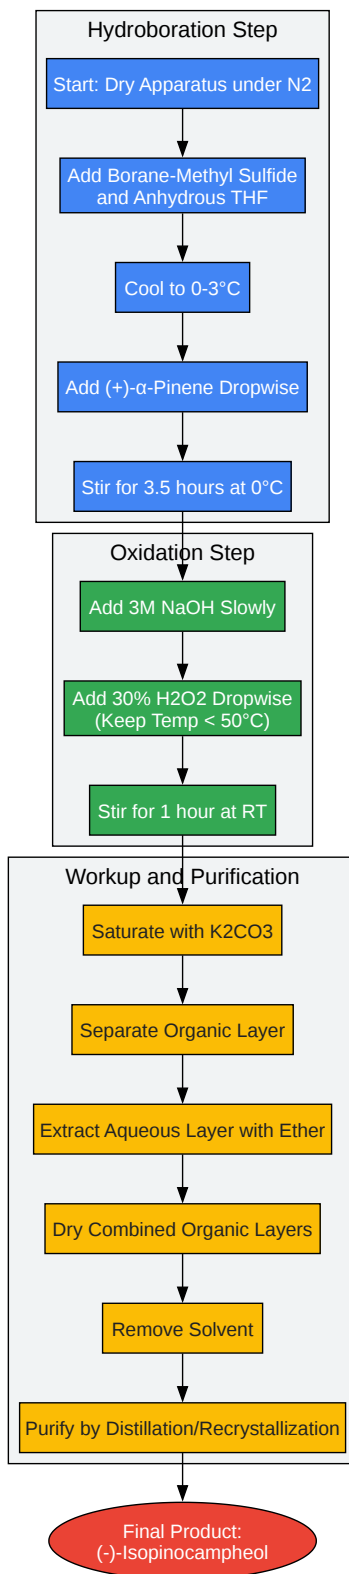 Hydroboration Step
Start: Dry Apparatus under N2
Add Borane-Methyl Sulfide
and Anhydrous THF
Cool to 0-3°C
Add (+)-α-Pinene Dropwise
Stir for 3.5 hours at 0°C
Oxidation Step
Add 3M NaOH Slowly
Add 30% H2O2 Dropwise
(Keep Temp < 50°C)
Stir for 1 hour at RT
Workup and Purification
Saturate with K2CO3
Separate Organic Layer
Extract Aqueous Layer with Ether
Dry Combined Organic Layers
Remove Solvent
Purify by Distillation/Recrystallization
Final Product:
(-)-Isopinocampheol